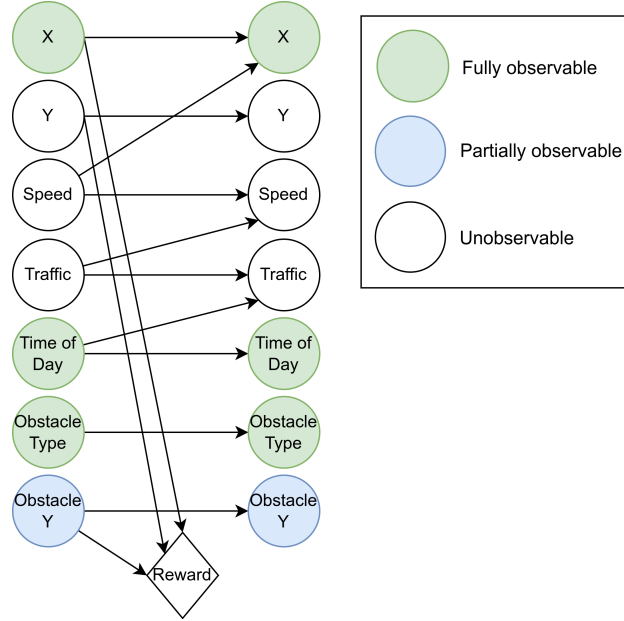 X
Y
Speed
Traffic
Time of
Day
Obstacle
Type
Obstacle
Y
X
Y
Speed
Traffic
Time of
Day
Obstacle
Type
Obstacle
Y
Reward
Fully observable
Partially observable
Unobservable